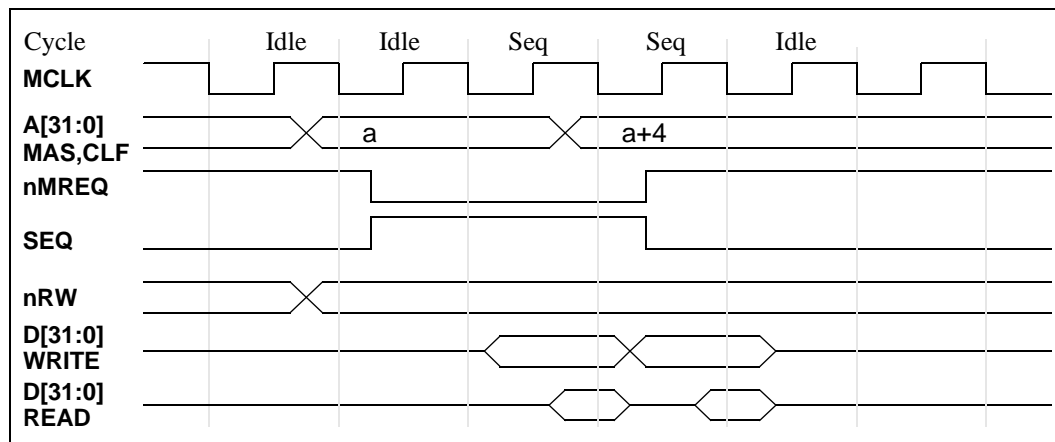 Cycle Idle Idle Seq Seq Idle
MCLK
A[31:0] a a+4
MAS,CLF
nMREQ
SEQ
nRW
D[31:0]
WRITE
D[31:0]
READ